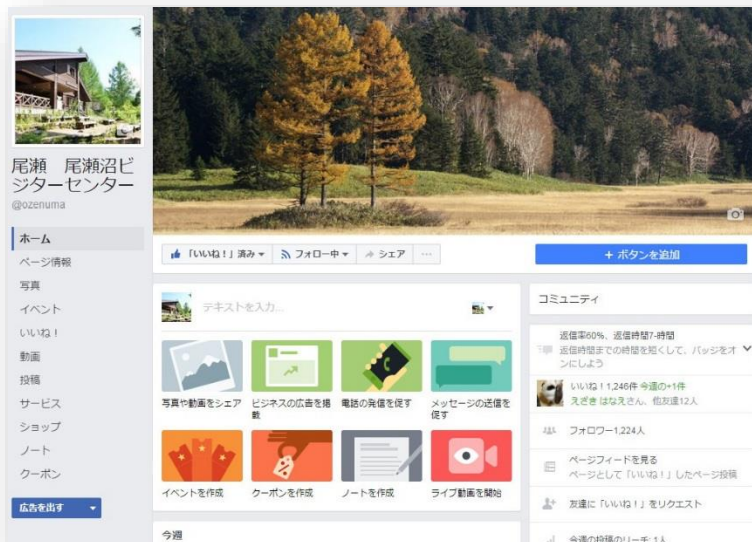 尾瀬　尾瀬沼ビ
ジターセンター
@ozenuma
ホーム
ページ情報
写真
イベント
いいね！
動画
投稿
サービス
ショップ
ノート
クーポン
広告を出す
「いいね！」済み
フォロー中
シェア
+ ボタンを追加
テキストを入力...
写真や動画をシェア
ビジネスの広告を掲
載
電話の発信を促す
メッセージの送信を
促す
イベントを作成
クーポンを作成
ノートを作成
ライブ動画を開始
今週
コミュニティ
返信率60%、返信時間7-時間
返信時間までの時間を短くして、バッジをオ
ンにしよう
いいね！1,246件 今週の+1件
えざき はなえさん、他友達12人
フォロワー1,224人
ページフィードを見る
ページとして「いいね！」したページ投稿
友達に「いいね！」をリクエスト
今週の投稿のリーチ: 1人